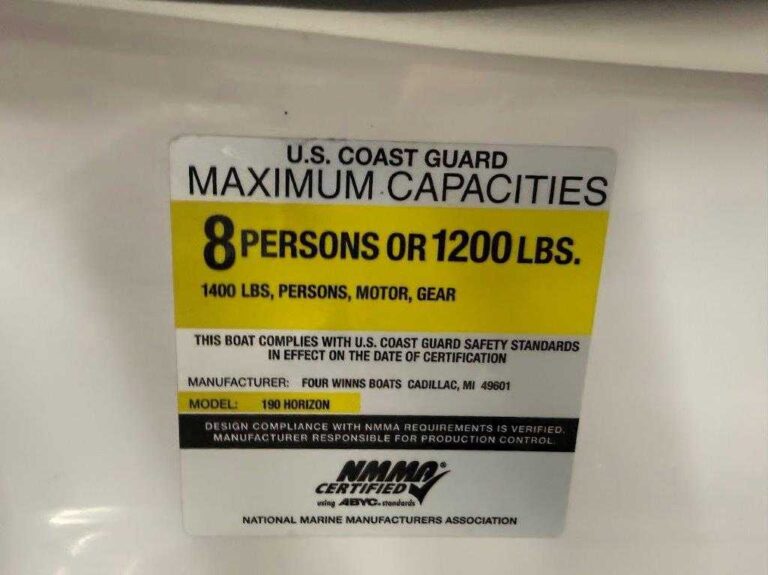 U.S. COAST GUARD
MAXIMUM CAPACITIES
8 PERSONS OR 1200 LBS.
1400 LBS, PERSONS, MOTOR, GEAR
THIS BOAT COMPLIES WITH U.S. COAST GUARD SAFETY STANDARDS
IN EFFECT ON THE DATE OF CERTIFICATION
MANUFACTURER: FOUR WINNS BOATS CADILLAC, MI 49601
MODEL: 190 HORIZON
DESIGN COMPLIANCE WITH NMMA REQUIREMENTS IS VERIFIED.
MANUFACTURER RESPONSIBLE FOR PRODUCTION CONTROL.
NMMA®
CERTIFIED
using ABYC standards
NATIONAL MARINE MANUFACTURERS ASSOCIATION